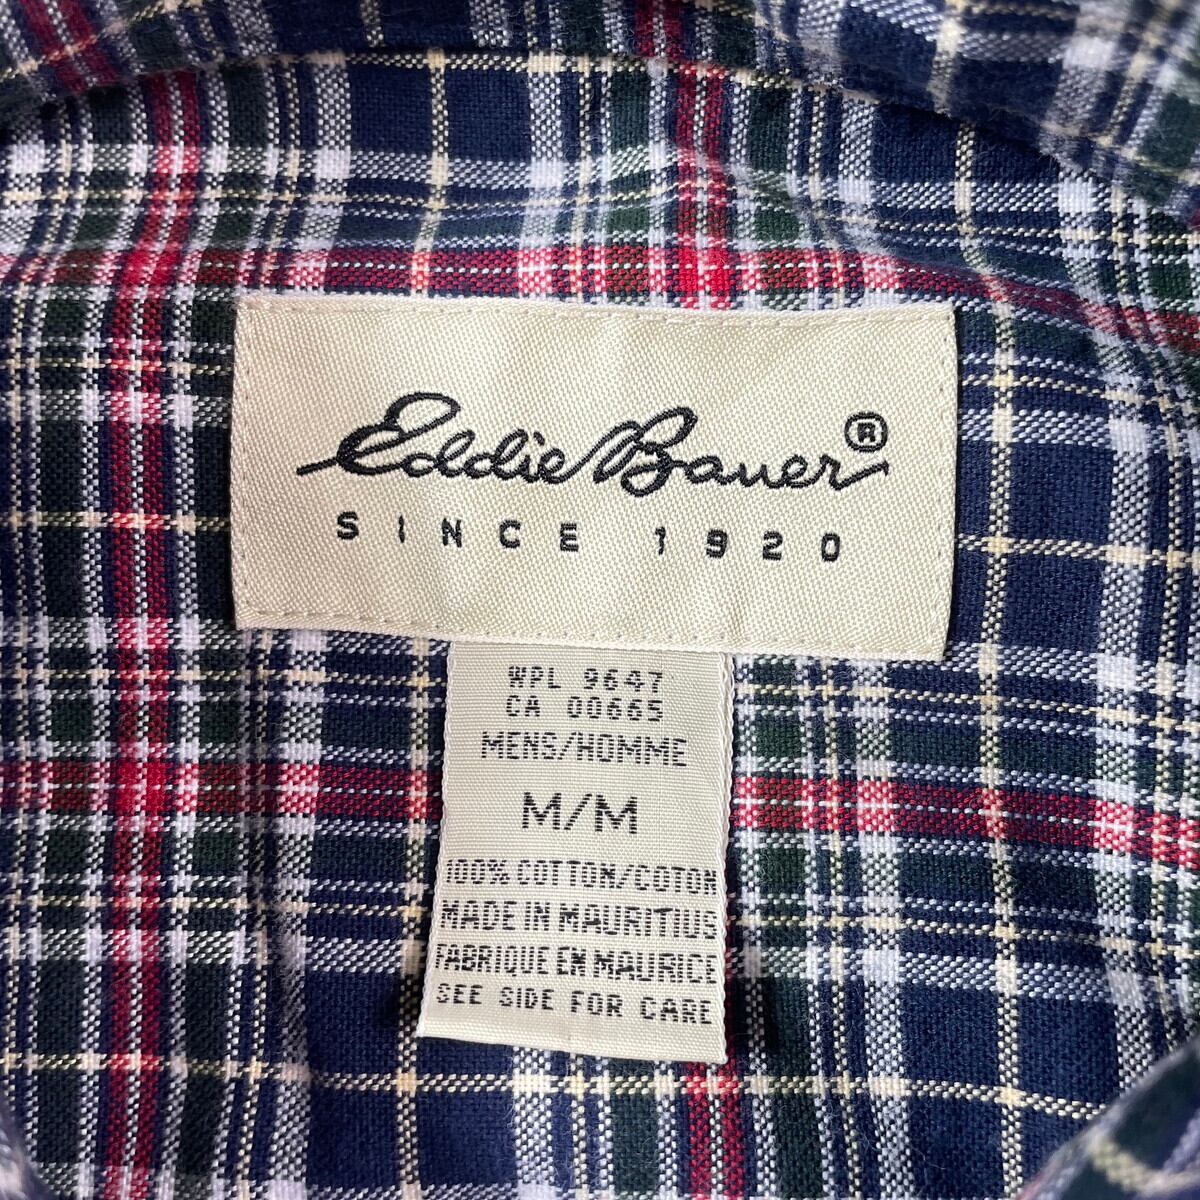 Eddie Bauer®
SINCE 1920
WPL 9647
CA 00665
MENS/HOMME
M/M
100% COTTON/COTON
MADE IN MAURITIUS
FABRIQUE EN MAURICE
SEE SIDE FOR CARE